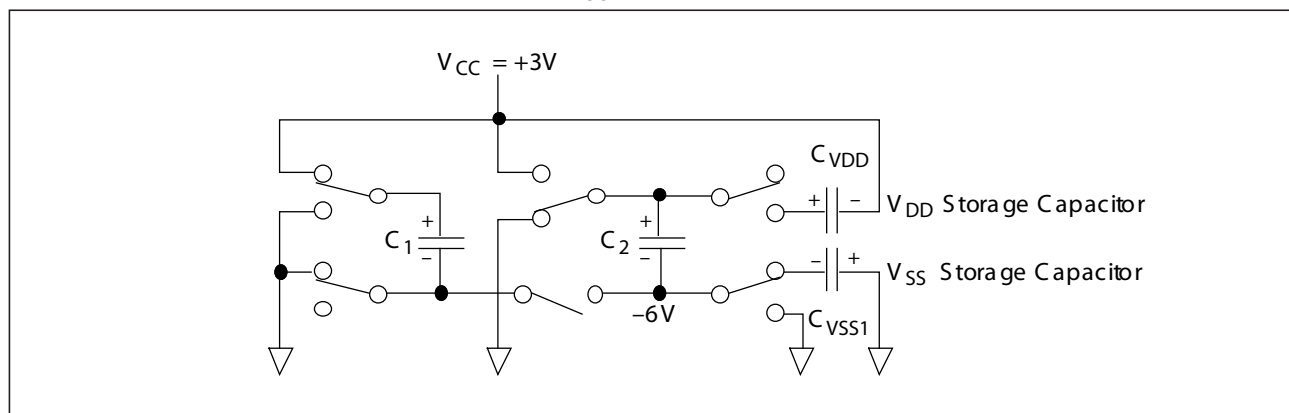 V CC = +3V
C VDD
+ –
V DD Storage Capacitor
+
C 1
–
+
C 2
–
– +
V SS Storage Capacitor
–6V
C VSS1